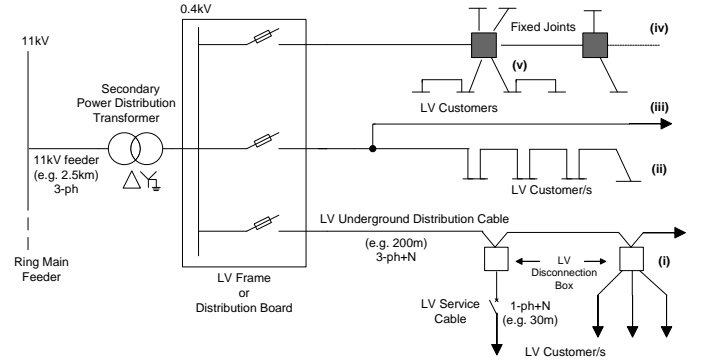 0.4kV
11kV
Fixed Joints
(iv)
(v)
Secondary
Power Distribution
Transformer
LV Customers
(iii)
11kV feeder
(e.g. 2.5km)
3-ph
(ii)
LV Customer/s
LV Underground Distribution Cable
(e.g. 200m)
3-ph+N
Ring Main
Feeder
LV
Disconnection
Box
(i)
LV Frame
or
Distribution Board
LV Service
Cable
1-ph+N
(e.g. 30m)
LV Customer/s